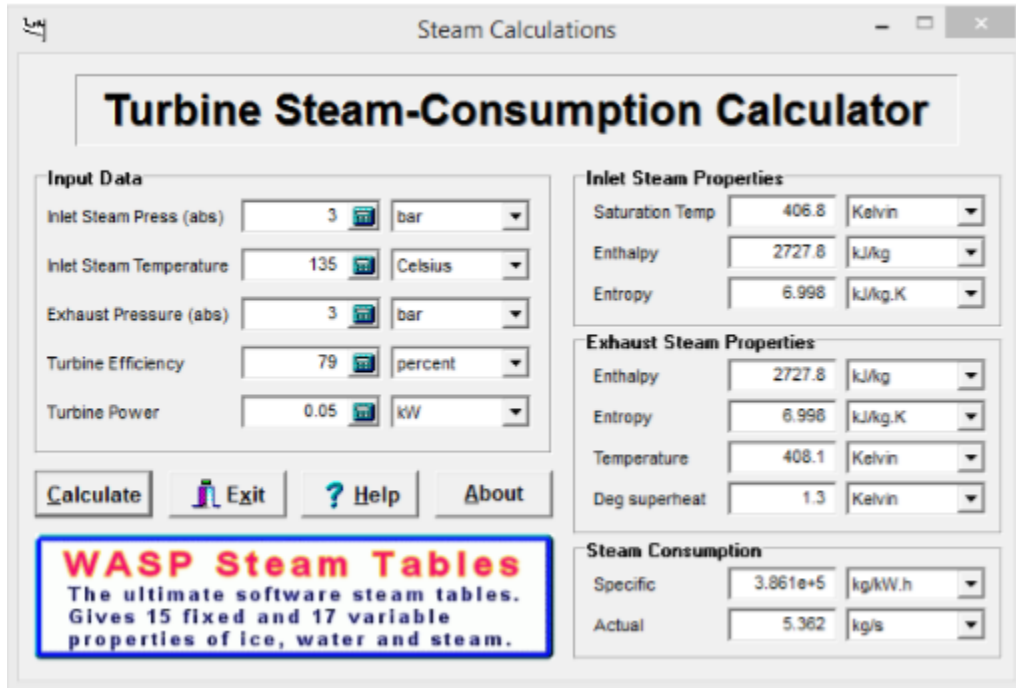 Steam Calculations
Turbine Steam-Consumption Calculator
Input Data
Inlet Steam Press (abs) 3 bar
Inlet Steam Temperature 135 Celsius
Exhaust Pressure (abs) 3 bar
Turbine Efficiency 79 percent
Turbine Power 0.05 kW
Calculate Exit ? Help About
WASP Steam Tables
The ultimate software steam tables.
Gives 15 fixed and 17 variable
properties of ice, water and steam.
Inlet Steam Properties
Saturation Temp 406.8 Kelvin
Enthalpy 2727.8 kJ/kg
Entropy 6.998 kJ/kg.K
Exhaust Steam Properties
Enthalpy 2727.8 kJ/kg
Entropy 6.998 kJ/kg.K
Temperature 408.1 Kelvin
Deg superheat 1.3 Kelvin
Steam Consumption
Specific 3.861e+5 kg/kW.h
Actual 5.362 kg/s